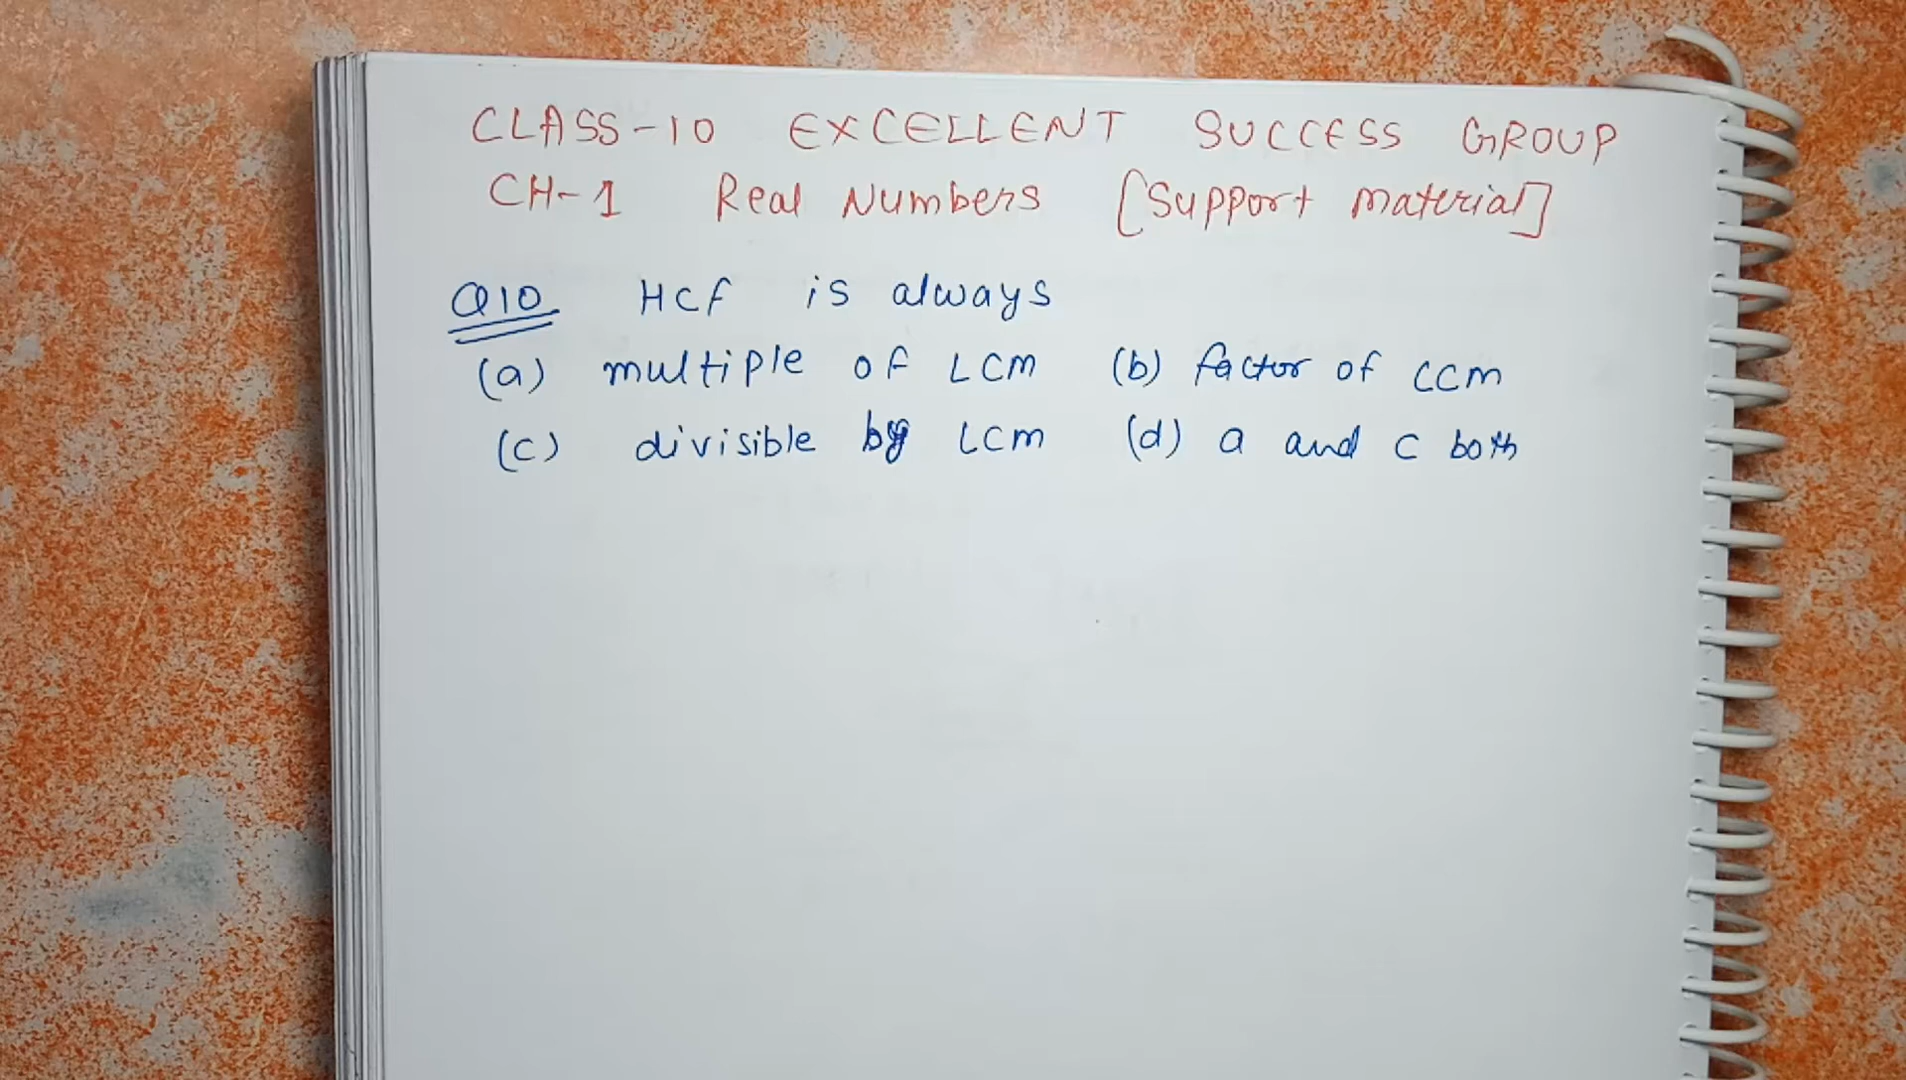 CLASS-10 EXCELLENT SUCCESS GROUP
CH-1 Real Numbers [Support Material]
Q10 HCF is always
(a) multiple of LCM (b) factor of CCM
(c) divisible by LCM (d) a and c both